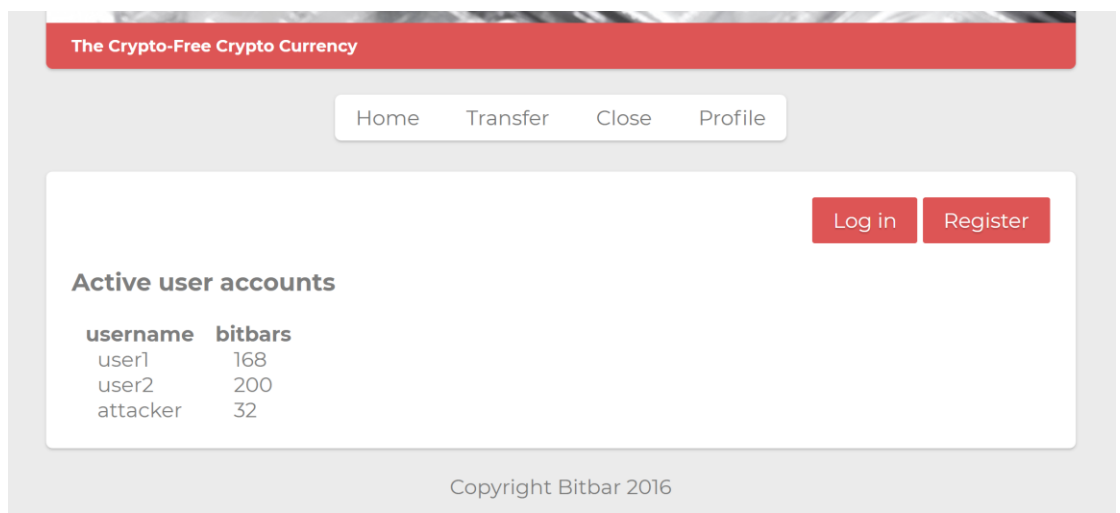 The Crypto-Free Crypto Currency
Home Transfer Close Profile
Log in Register
Active user accounts
username bitbars
user1 168
user2 200
attacker 32
Copyright Bitbar 2016